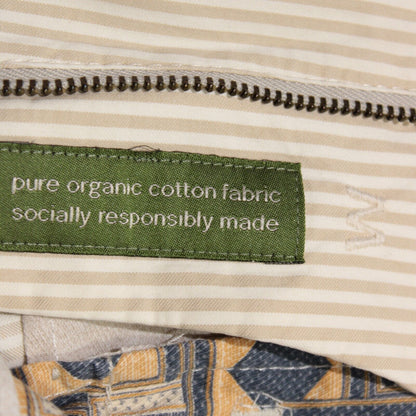 pure organic cotton fabric
socially responsibly made
W